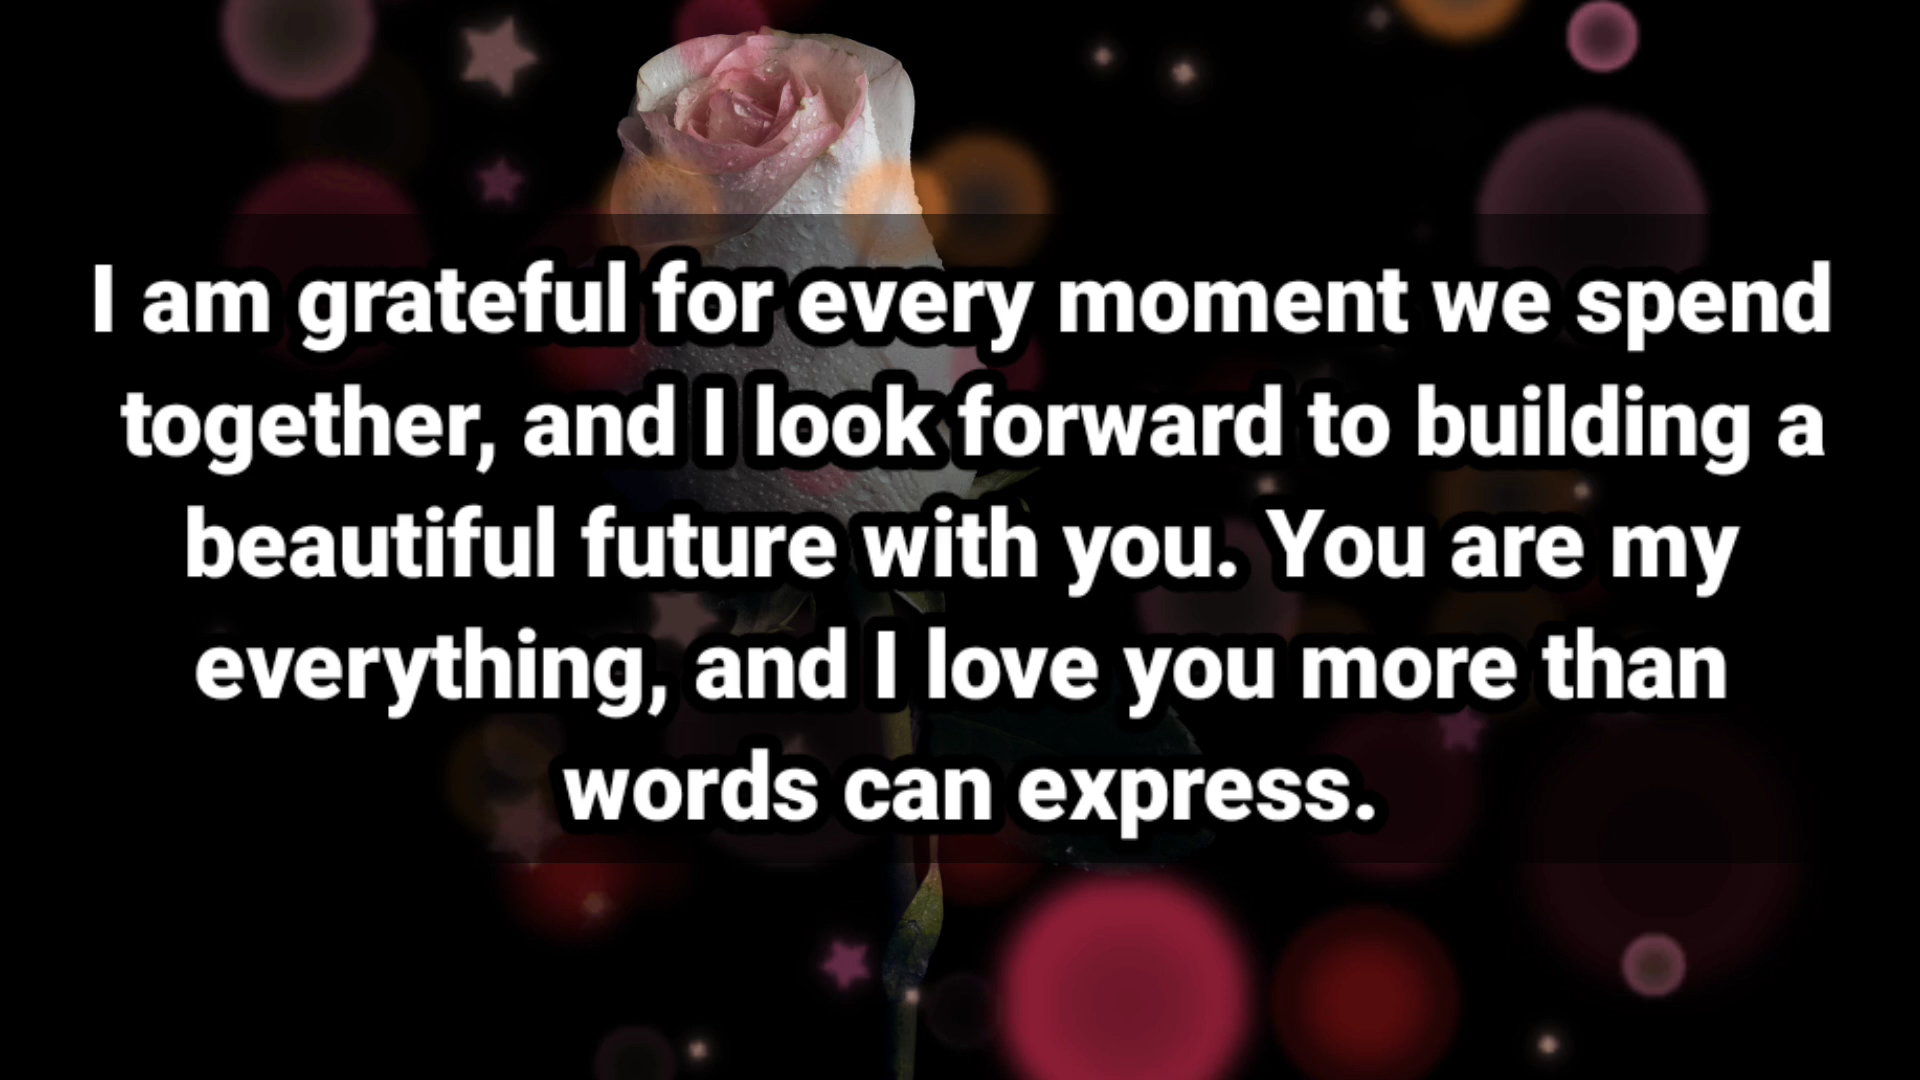 I am grateful for every moment we spend
together, and I look forward to building a
beautiful future with you. You are my
everything, and I love you more than
words can express.